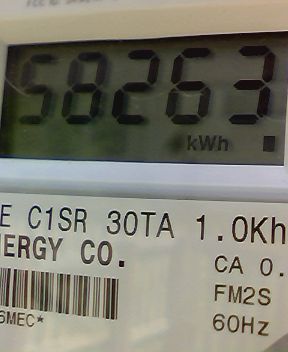 58263
kWh
E C1SR 30TA 1.0Kh
ERGY CO.
CA 0.
FM2S
6MEC*
60Hz